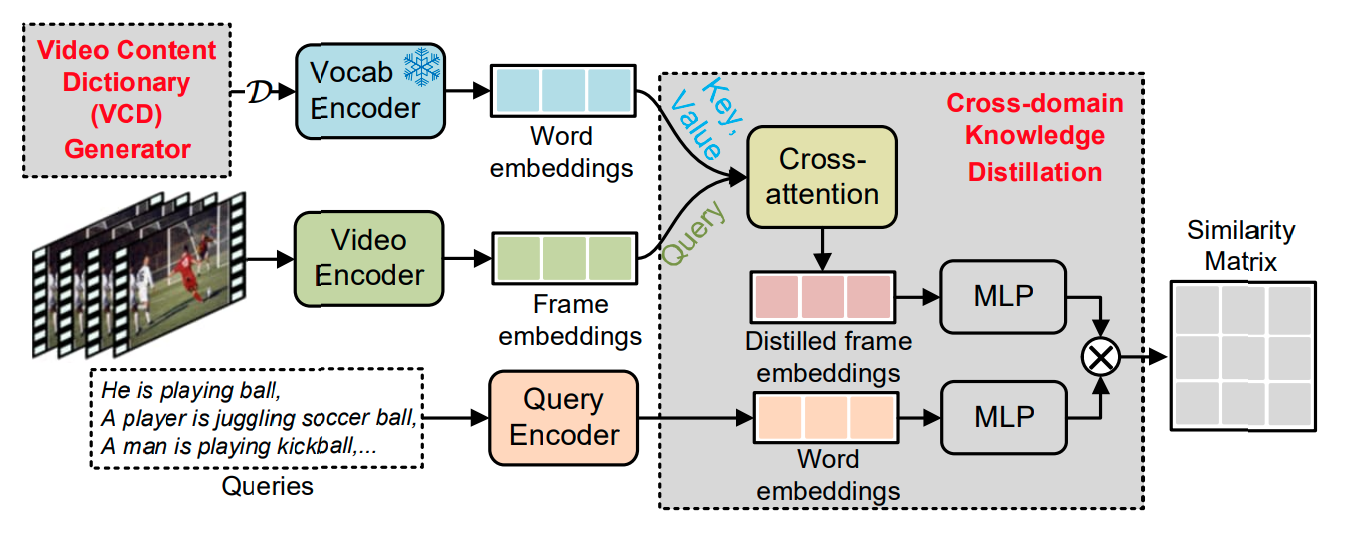 Video Content
Dictionary
(VCD)
Generator
𝒟
Vocab
Encoder
Word
embeddings
Key,
Value
Cross-
attention
Cross-domain
Knowledge
Distillation
Video
Encoder
Frame
embeddings
Query
Distilled frame
embeddings
MLP
Similarity
Matrix
He is playing ball,
A player is juggling soccer ball,
A man is playing kickball,...
Queries
Query
Encoder
Word
embeddings
MLP